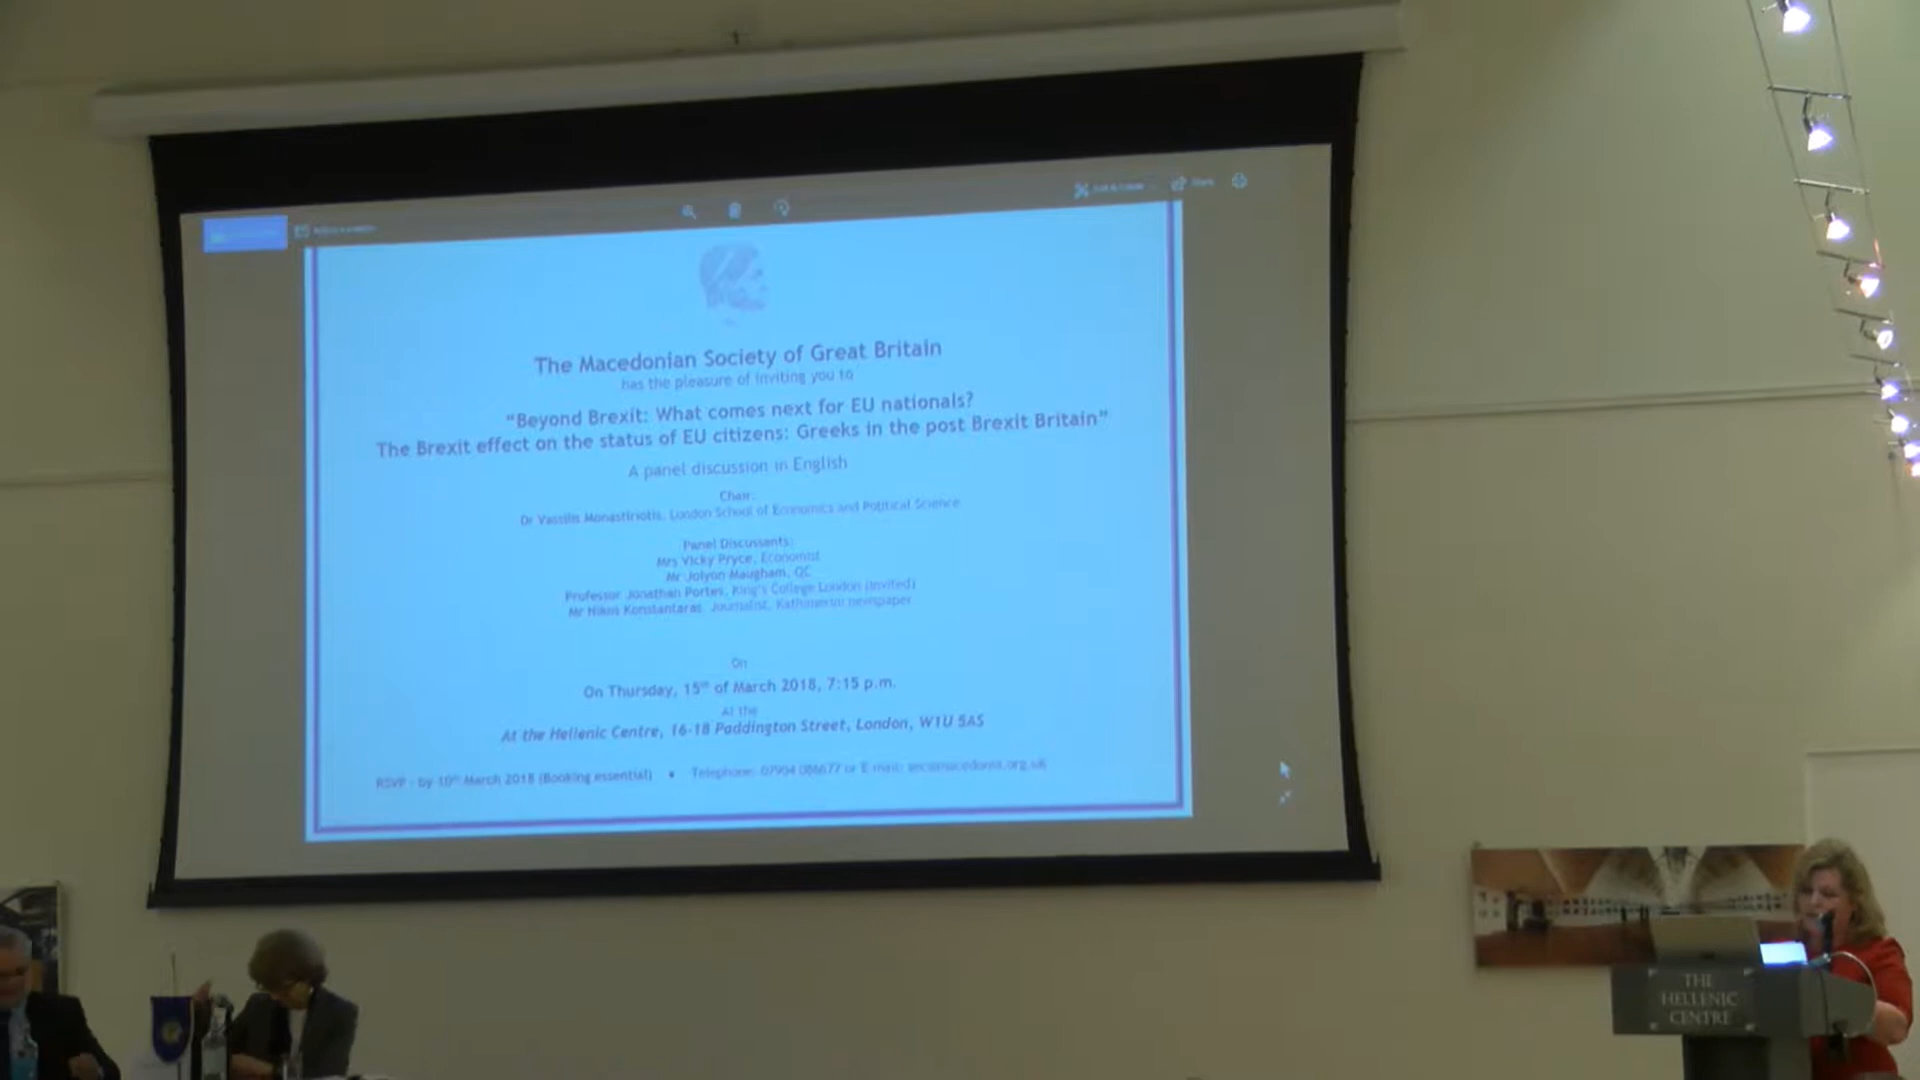 The Macedonian Society of Great Britain
has the pleasure of inviting you to
“Beyond Brexit: What comes next for EU nationals?
The Brexit effect on the status of EU citizens: Greeks in the post Brexit Britain”
A panel discussion in English
Chair:
Dr Vassilis Monastiriotis, London School of Economics and Political Science
Panel Discussants:
Mrs Vicky Pryce, Economist
Mr Jolyon Maugham, QC
Professor Jonathan Portes, King's College London (invited)
Mr Nikos Konstantaras, Journalist, Kathimerini newspaper
On
On Thursday, 15th of March 2018, 7:15 p.m.
At the
At the Hellenic Centre, 16-18 Paddington Street, London, W1U 5AS
RSVP - by 10th March 2018 (Booking essential) • Telephone: 07904 086677 or E-mail:
THE
HELLENIC
CENTRE